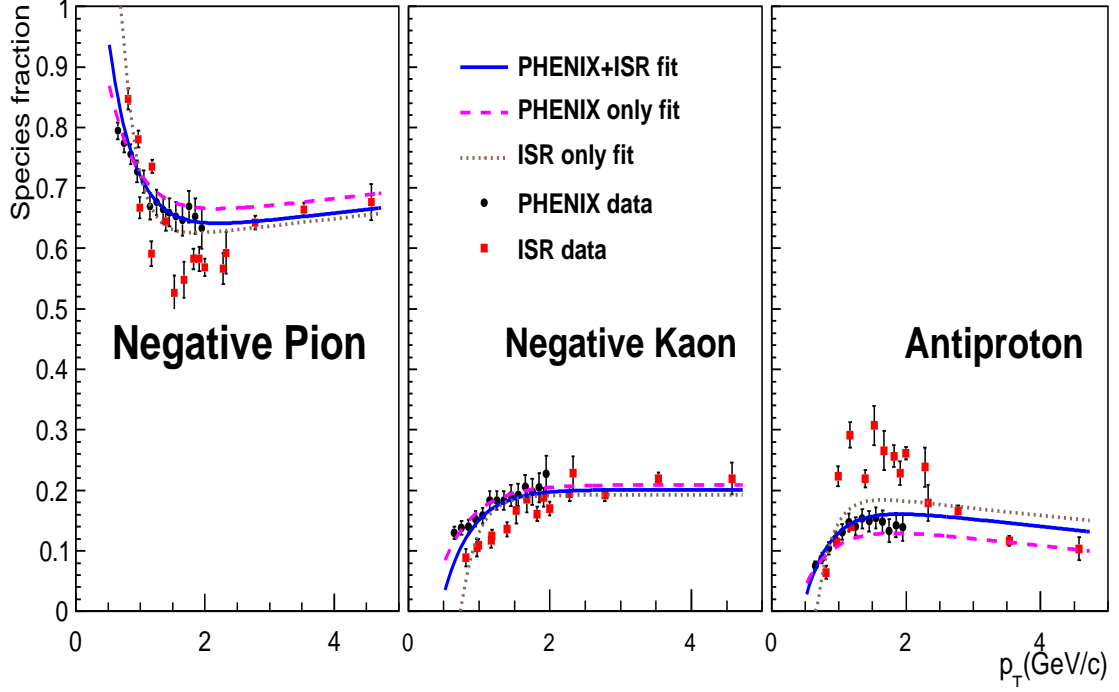 Species fraction
1
0.9
0.8
0.7
0.6
0.5
0.4
0.3
0.2
0.1
0
PHENIX+ISR fit
PHENIX only fit
ISR only fit
PHENIX data
ISR data
Negative Pion
Negative Kaon
Antiproton
0 2 4
0 2 4
0 2 4
p_T(GeV/c)